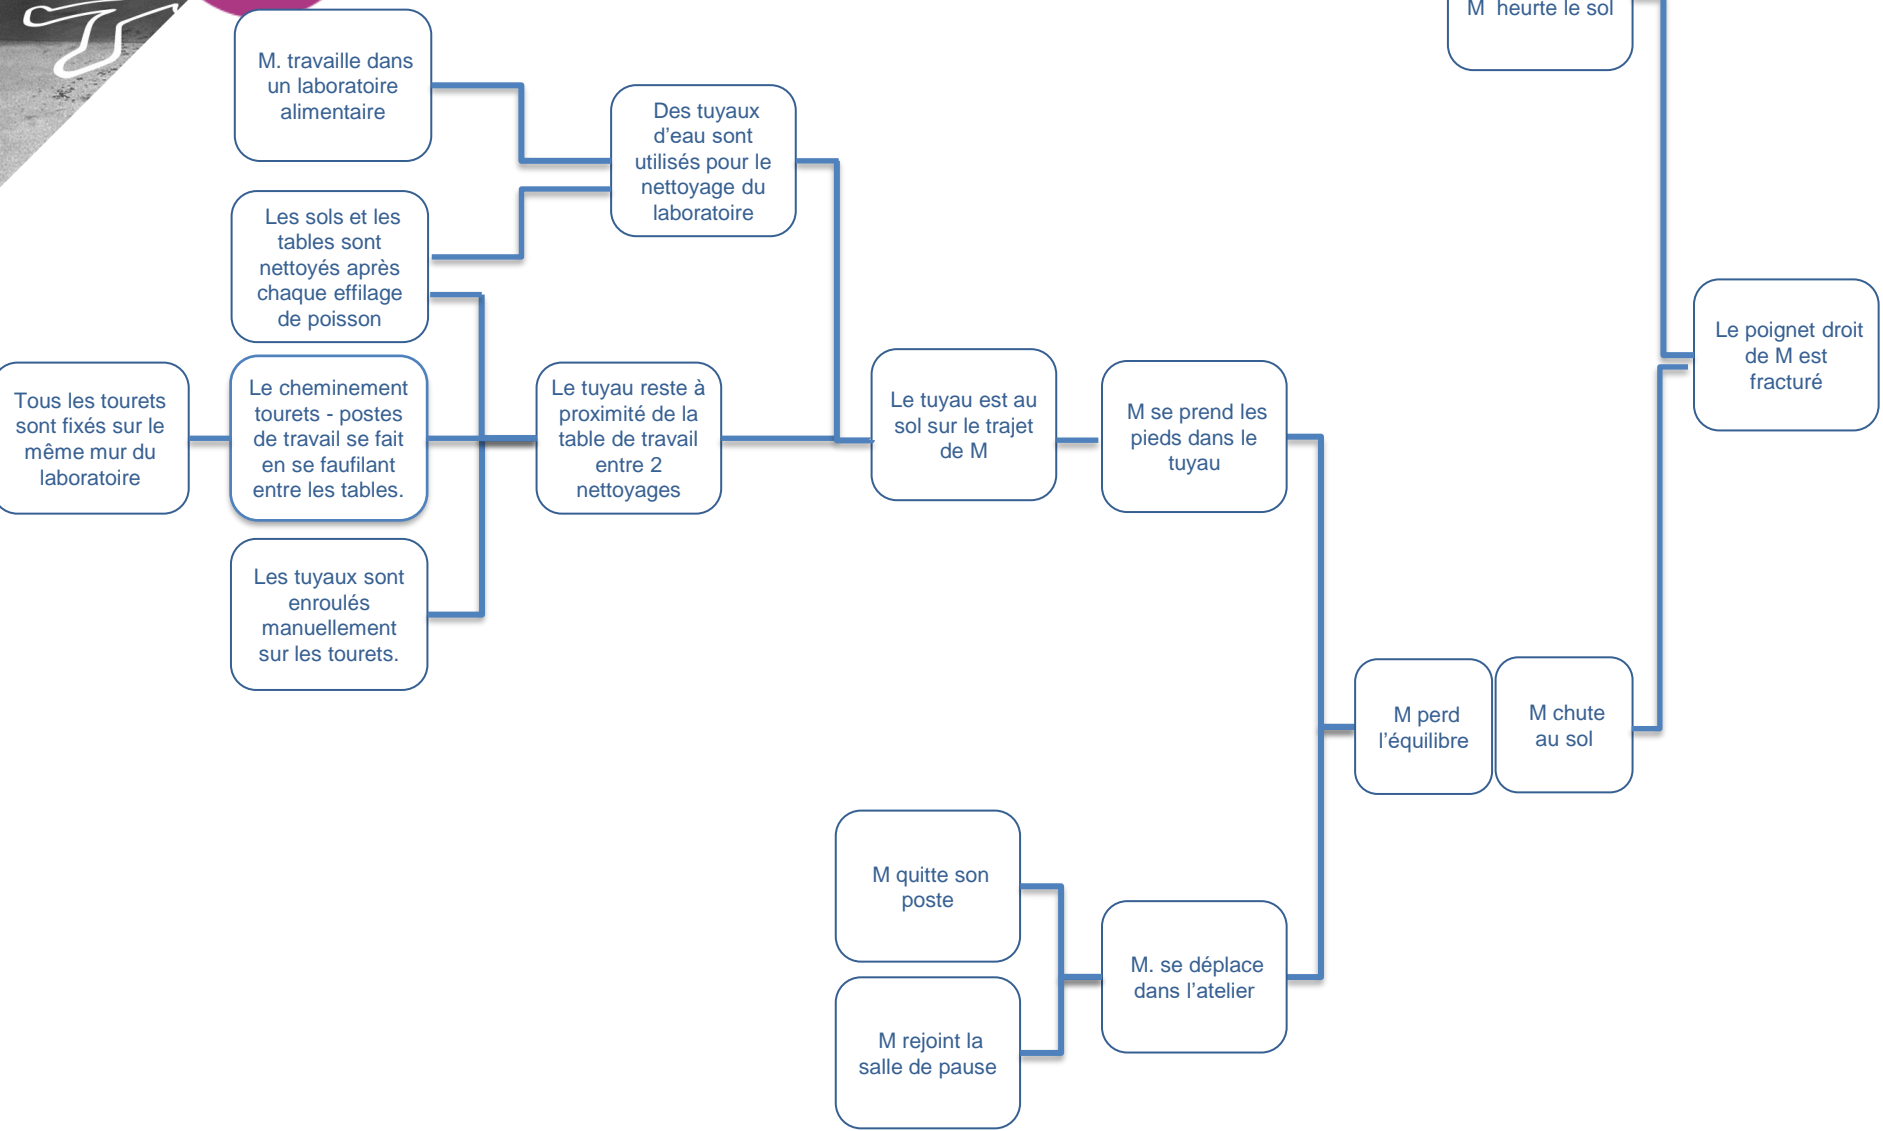 M heurte le sol
M. travaille dans
un laboratoire
alimentaire
Des tuyaux
d'eau sont
utilisés pour le
nettoyage du
laboratoire
Les sols et les
tables sont
nettoyés après
chaque effilage
de poisson
Le poignet droit
de M est
fracturé
Tous les tourets
sont fixés sur le
même mur du
laboratoire
Le cheminement
tourets - postes
de travail se fait
en se faufilant
entre les tables.
Le tuyau reste à
proximité de la
table de travail
entre 2
nettoyages
Le tuyau est au
sol sur le trajet
de M
M se prend les
pieds dans le
tuyau
Les tuyaux sont
enroulés
manuellement
sur les tourets.
M perd
l'équilibre
M chute
au sol
M quitte son
poste
M. se déplace
dans l'atelier
M rejoint la
salle de pause